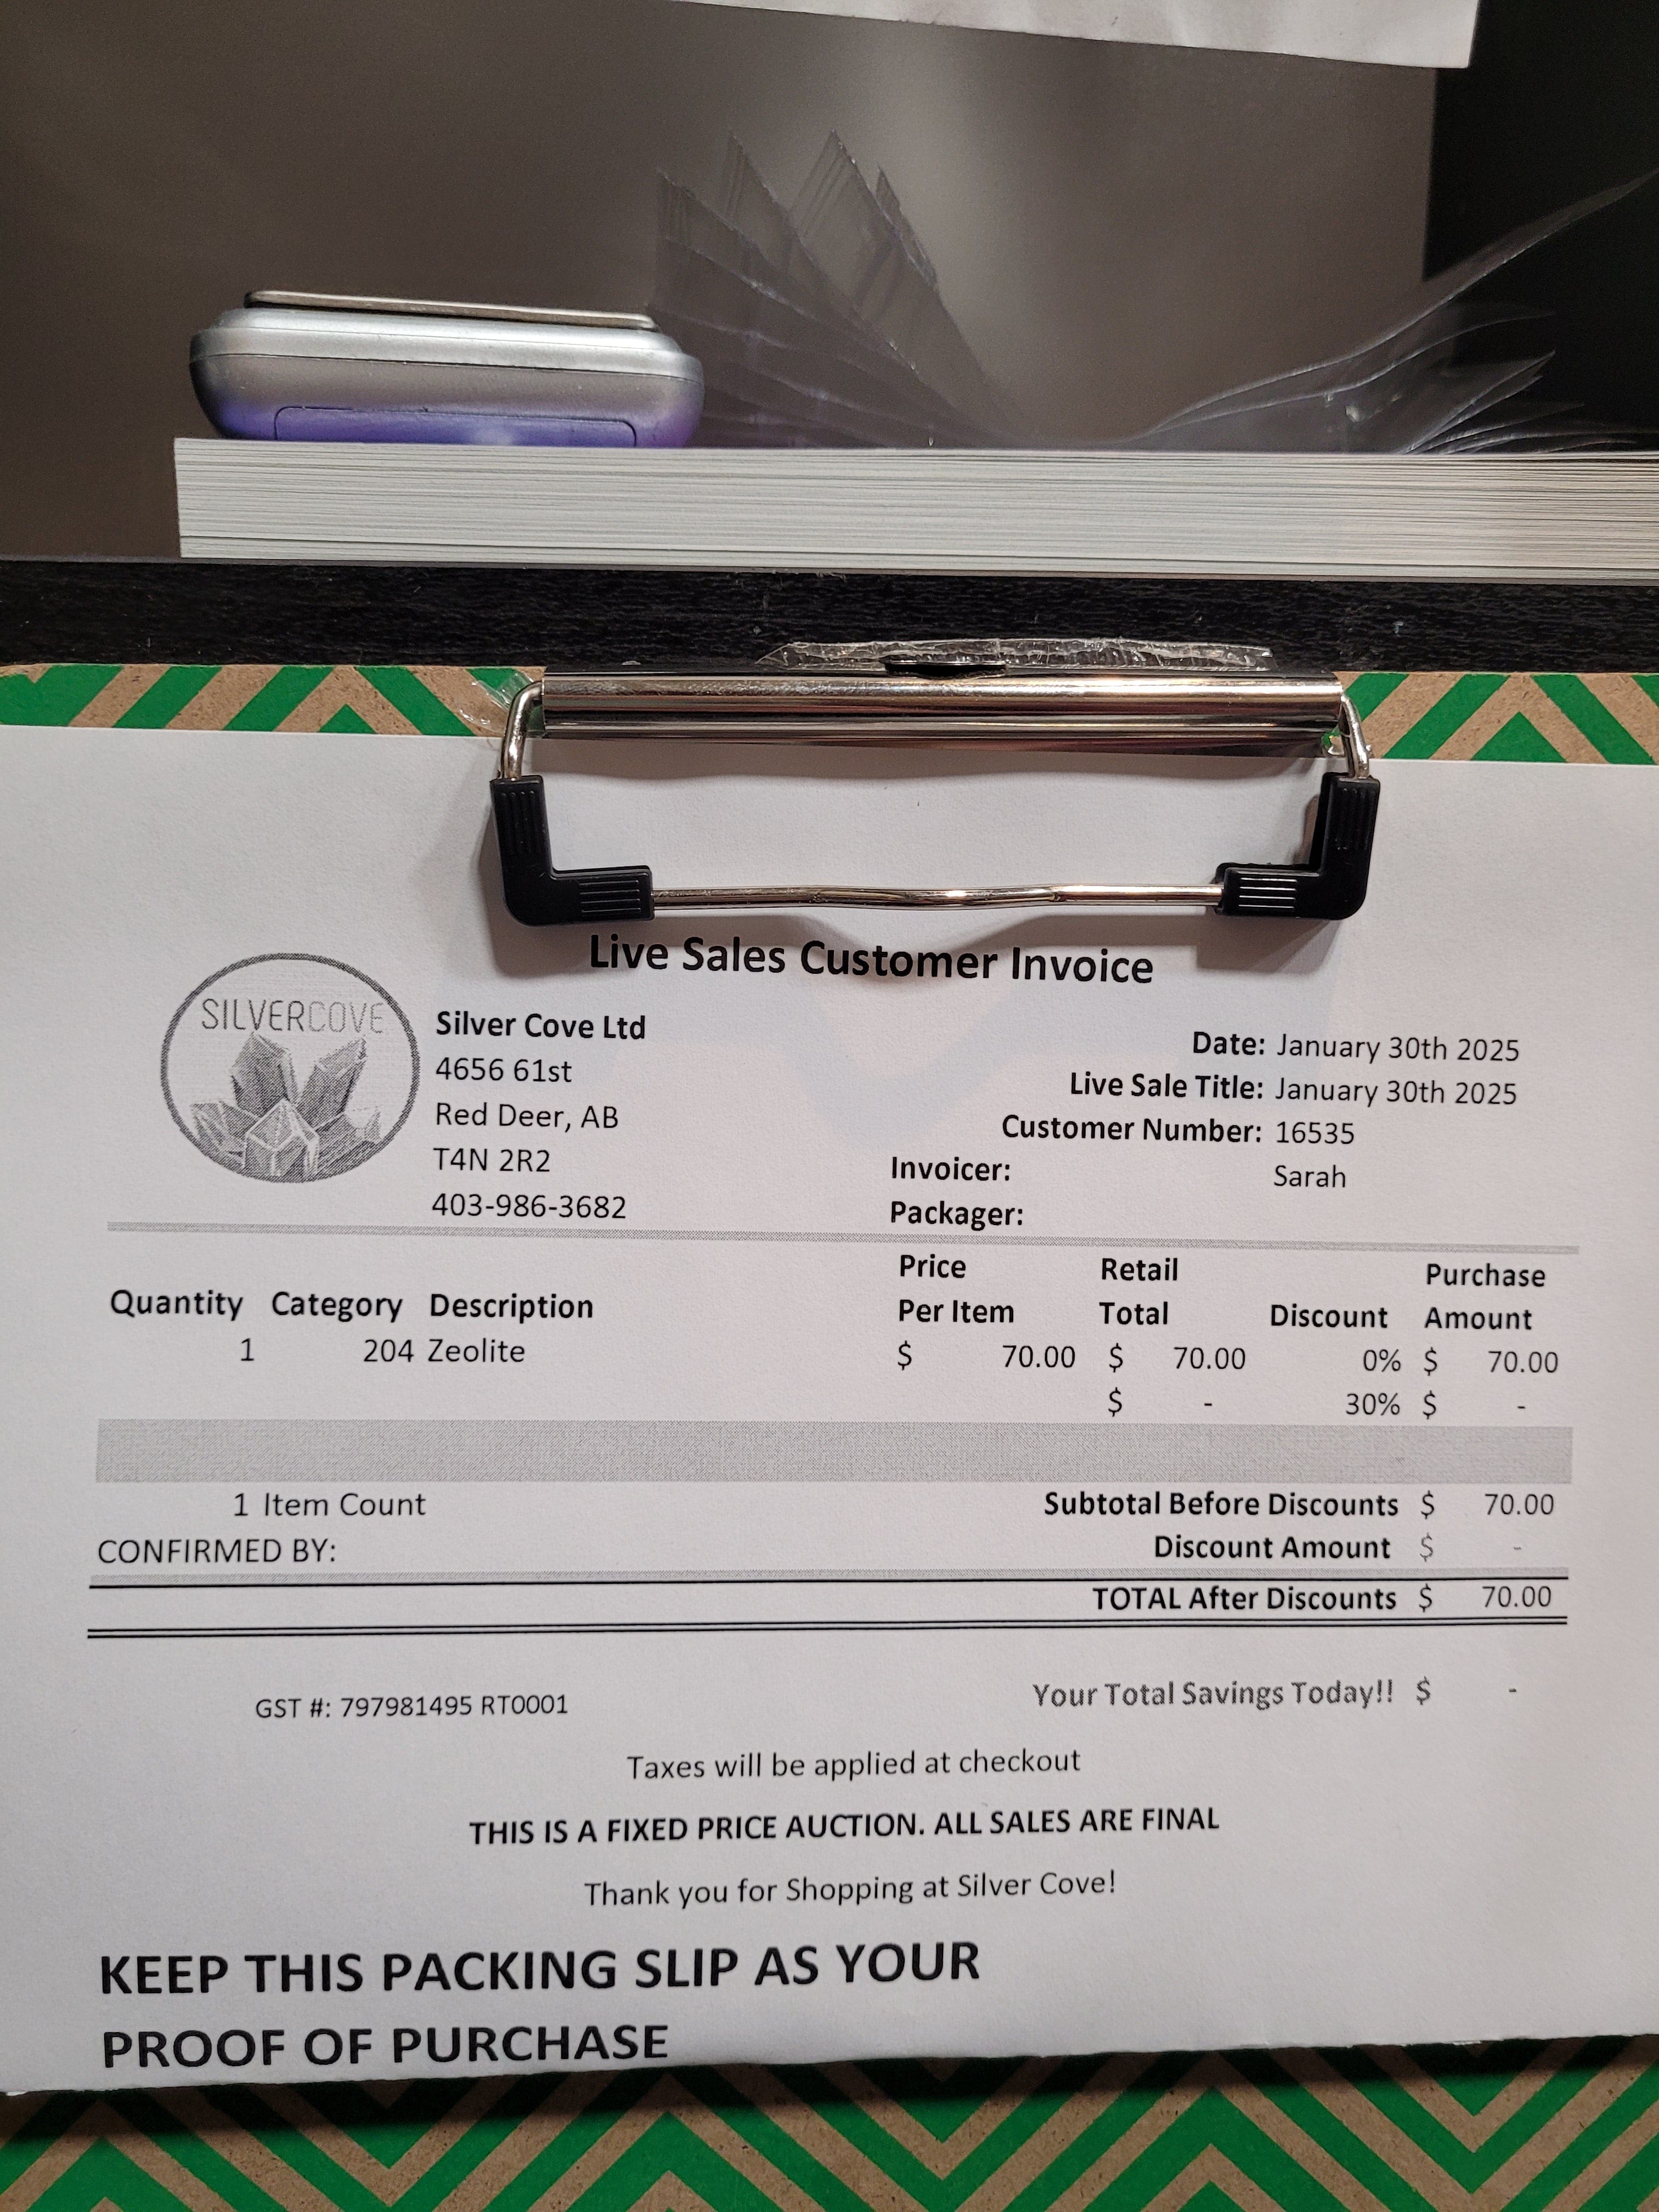 Live Sales Customer Invoice
SILVERCOVE
Silver Cove Ltd
4656 61st
Red Deer, AB
T4N 2R2
403-986-3682
Date: January 30th 2025
Live Sale Title: January 30th 2025
Customer Number: 16535
Invoicer: Sarah
Packager:
Quantity Category Description Price Per Item Retail Total Discount Purchase Amount
1 204 Zeolite $ 70.00 $ 70.00 0% $ 70.00
$ - 30% $ -
1 Item Count Subtotal Before Discounts $ 70.00
CONFIRMED BY: Discount Amount $ -
TOTAL After Discounts $ 70.00
GST #: 797981495 RT0001 Your Total Savings Today!! $ -
Taxes will be applied at checkout
THIS IS A FIXED PRICE AUCTION. ALL SALES ARE FINAL
Thank you for Shopping at Silver Cove!
KEEP THIS PACKING SLIP AS YOUR
PROOF OF PURCHASE